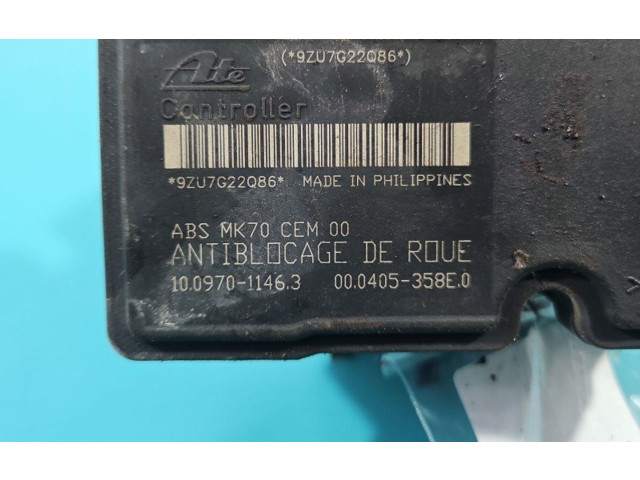 (*9ZU7G22Q86*)
Ate
Controller
*9ZU7G22Q86* MADE IN PHILIPPINES
ABS MK70 CEM 00
ANTIBLOCAGE DE ROUE
10.0970-1146.3 00.0405-358E.0